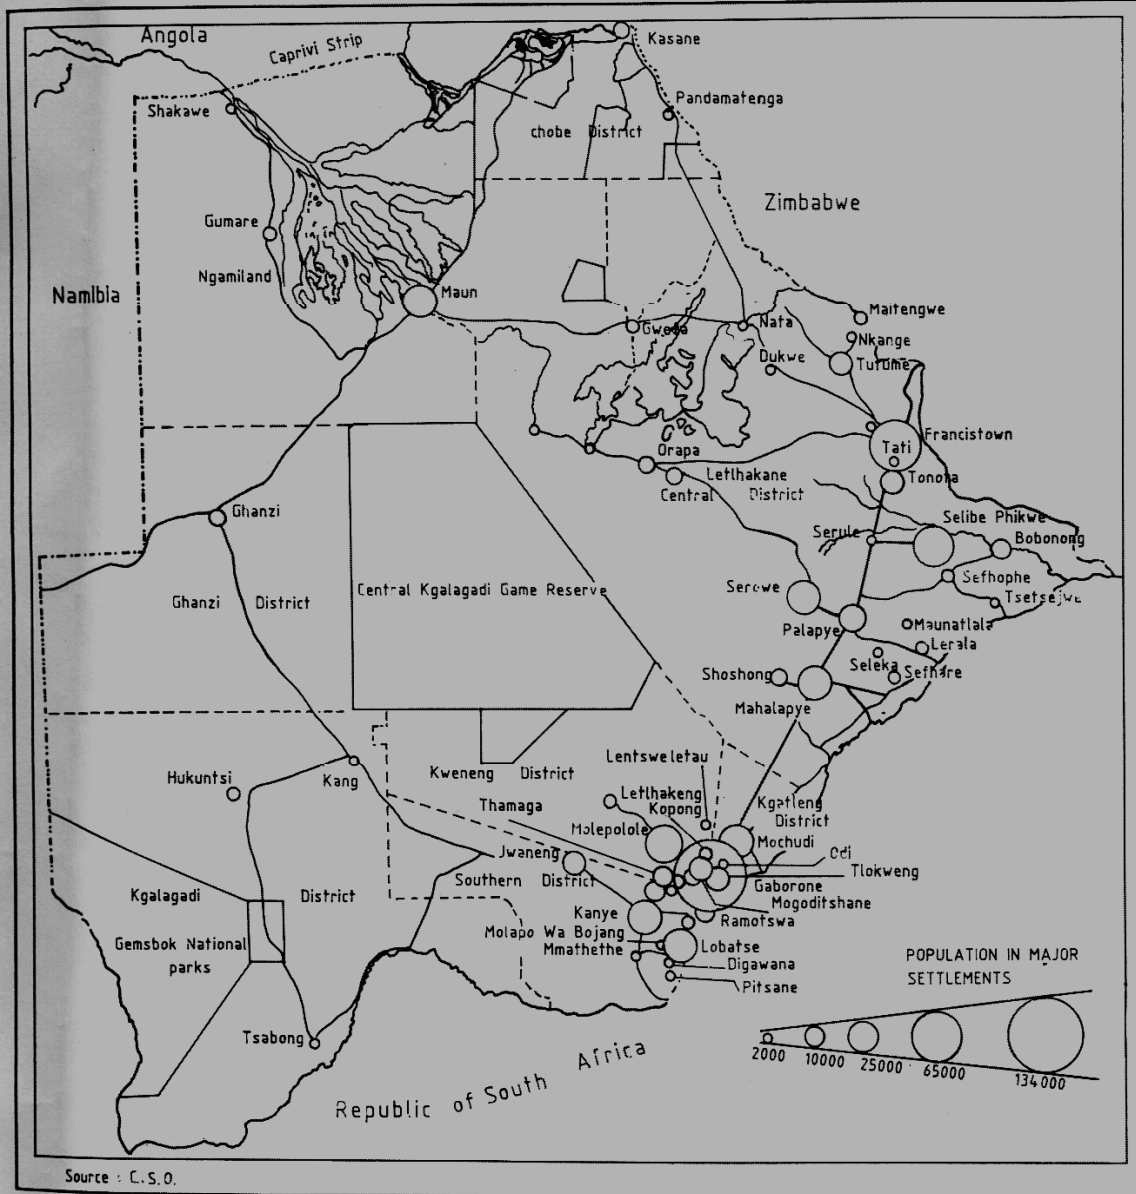 Angola
Caprivi Strip
Kasane
Shakawe
Pandamatenga
chobe District
Zimbabwe
Gumare
Ngamiland
Namibia
Maun
Maitengwe
Gweta
Nata
Nkange
Dukwe
Tutume
Francistown
Orapa
Tati
Letlhakane
Tonota
Central District
Ghanzi
Selibe Phikwe
Serule
Bobonong
Central Kgalagadi Game Reserve
Sefhophe
Ghanzi District
Serowe
Tsetsejwe
Palapye
Maunatlala
Lerala
Seleka
Shoshong
Sefhare
Mahalapye
Lentsweletau
Hukuntsi
Kang
Kweneng District
Letlhakeng
Thamaga
Kopong
Kgatleng
District
Molepolole
Mochudi
Jwaneng
Odi
Tlokweng
Southern District
Gaborone
Kgalagadi District
Mogoditshane
Kanye
Ramotswa
Molapo Wa Bojang
Gemsbok National
parks
Mmathethe
Lobatse
Digawana
Pitsane
POPULATION IN MAJOR
SETTLEMENTS
Tsabong
2000 10000 25000 65000 134000
Republic of South Africa
Source : C.S.O.